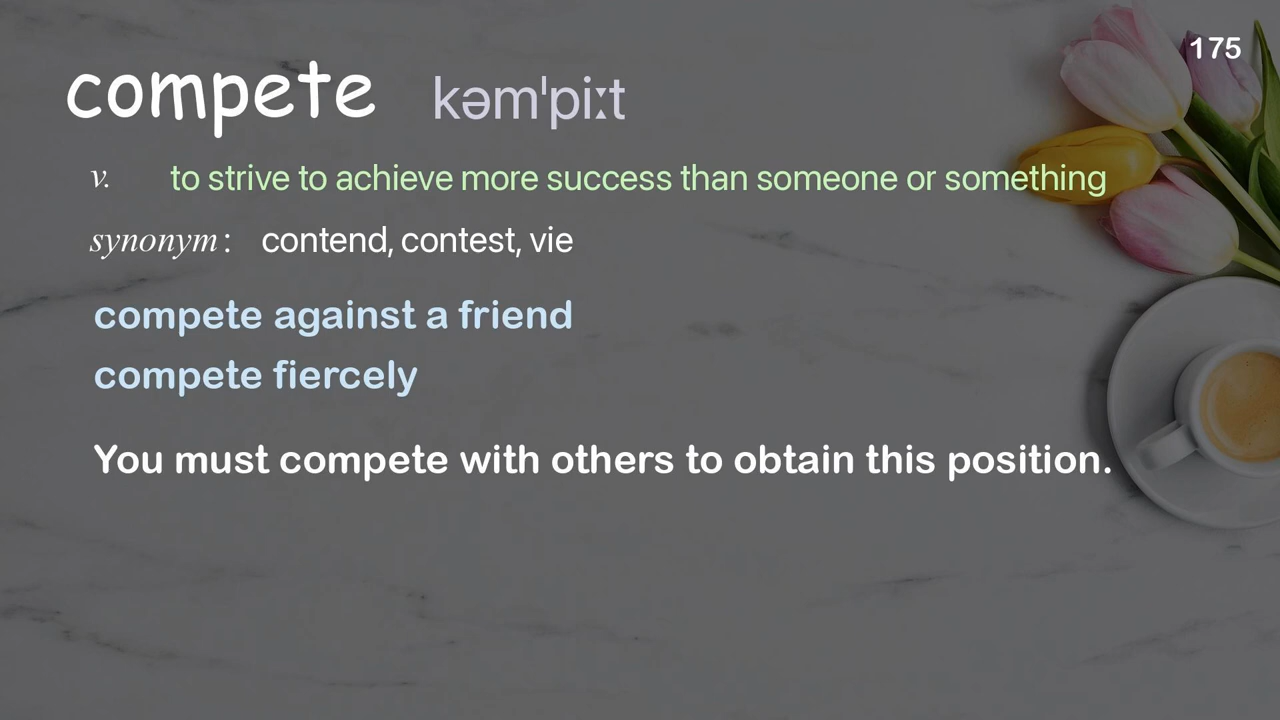 175
compete kəmˈpiːt
v. to strive to achieve more success than someone or something
synonym: contend, contest, vie
compete against a friend
compete fiercely
You must compete with others to obtain this position.